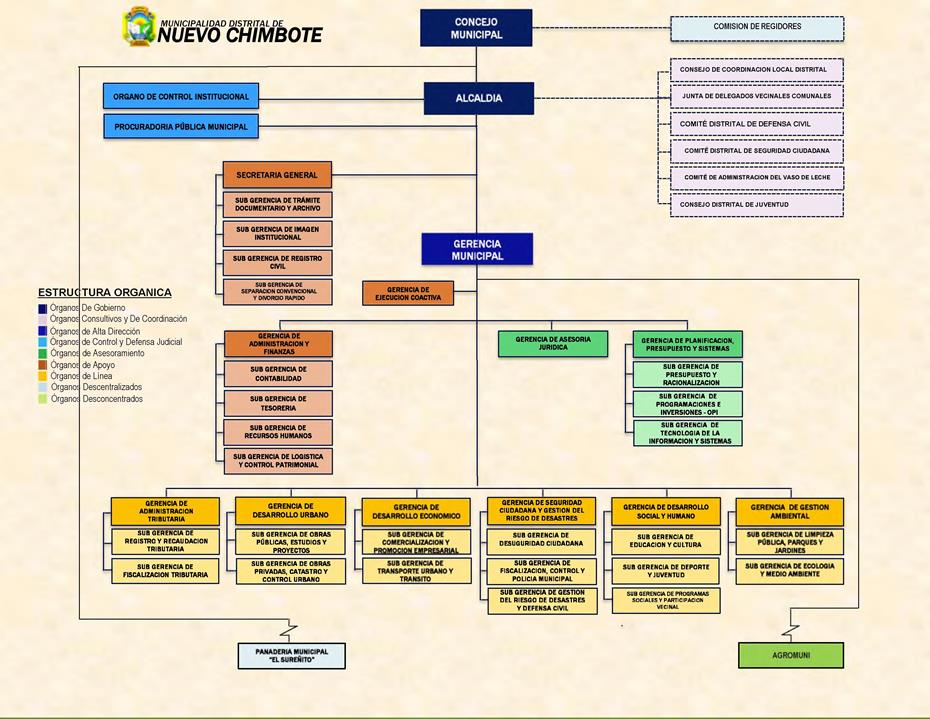 MUNICIPALIDAD DISTRITAL DE
NUEVO CHIMBOTE
CONCEJO
MUNICIPAL
COMISION DE REGIDORES
ORGANO DE CONTROL INSTITUCIONAL
ALCALDIA
PROCURADORIA PÚBLICA MUNICIPAL
CONSEJO DE COORDINACION LOCAL DISTRITAL
JUNTA DE DELEGADOS VECINALES COMUNALES
COMITÉ DISTRITAL DE DEFENSA CIVIL
COMITÉ DISTRITAL DE SEGURIDAD CIUDADANA
COMITÉ DE ADMINISTRACION DEL VASO DE LECHE
CONSEJO DISTRITAL DE JUVENTUD
SECRETARIA GENERAL
SUB GERENCIA DE TRÁMITE
DOCUMENTARIO Y ARCHIVO
SUB GERENCIA DE IMAGEN
INSTITUCIONAL
SUB GERENCIA DE REGISTRO
CIVIL
SUB GERENCIA DE
SEPARACION CONVENCIONAL
Y DIVORCIO RAPIDO
GERENCIA
MUNICIPAL
GERENCIA DE
EJECUCION COACTIVA
ESTRUCTURA ORGANICA
Órganos De Gobierno
Órganos Consultivos y De Coordinación
Órganos de Alta Dirección
Órganos de Control y Defensa Judicial
Órganos de Asesoramiento
Órganos de Apoyo
Órganos de Línea
Órganos Descentralizados
Órganos Desconcentrados
GERENCIA DE
ADMINISTRACION Y
FINANZAS
SUB GERENCIA DE
CONTABILIDAD
SUB GERENCIA DE
TESORERIA
SUB GERENCIA DE
RECURSOS HUMANOS
SUB GERENCIA DE LOGISTICA
Y CONTROL PATRIMONIAL
GERENCIA DE ASESORIA
JURIDICA
GERENCIA DE PLANIFICACION,
PRESUPUESTO Y SISTEMAS
SUB GERENCIA DE
PRESUPUESTO Y
RACIONALIZACION
SUB GERENCIA DE
PROGRAMACIONES E
INVERSIONES - OPI
SUB GERENCIA DE
TECNOLOGIA DE LA
INFORMACION Y SISTEMAS
GERENCIA DE
ADMINISTRACION
TRIBUTARIA
SUB GERENCIA DE
REGISTRO Y RECAUDACION
TRIBUTARIA
SUB GERENCIA DE
FISCALIZACION TRIBUTARIA
GERENCIA DE
DESARROLLO URBANO
SUB GERENCIA DE OBRAS
PÚBLICAS, ESTUDIOS Y
PROYECTOS
SUB GERENCIA DE OBRAS
PRIVADAS, CATASTRO Y
CONTROL URBANO
GERENCIA DE
DESARROLLO ECONOMICO
SUB GERENCIA DE
COMERCIALIZACION Y
PROMOCION EMPRESARIAL
SUB GERENCIA DE
TRANSPORTE URBANO Y
TRANSITO
GERENCIA DE SEGURIDAD
CIUDADANA Y GESTION DEL
RIESGO DE DESASTRES
SUB GERENCIA DE
DESUGURIDAD CIUDADANA
SUB GERENCIA DE
FISCALIZACION, CONTROL Y
POLICIA MUNICIPAL
SUB GERENCIA DE GESTION
DEL RIESGO DE DESASTRES
Y DEFENSA CIVIL
GERENCIA DE DESARROLLO
SOCIAL Y HUMANO
SUB GERENCIA DE
EDUCACION Y CULTURA
SUB GERENCIA DE DEPORTE
Y JUVENTUD
SUB GERENCIA DE PROGRAMAS
SOCIALES Y PARTICIPACION
VECINAL
GERENCIA DE GESTION
AMBIENTAL
SUB GERENCIA DE LIMPIEZA
PÚBLICA, PARQUES Y
JARDINES
SUB GERENCIA DE ECOLOGIA
Y MEDIO AMBIENTE
PANADERIA MUNICIPAL
"EL SUREÑITO"
AGROMUNI